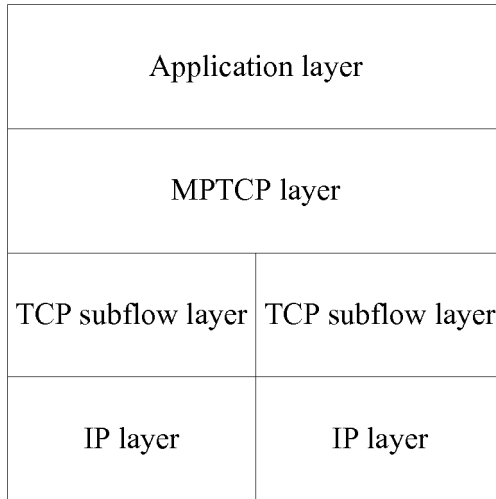 Application layer
MPTCP layer
TCP subflow layer
TCP subflow layer
IP layer
IP layer